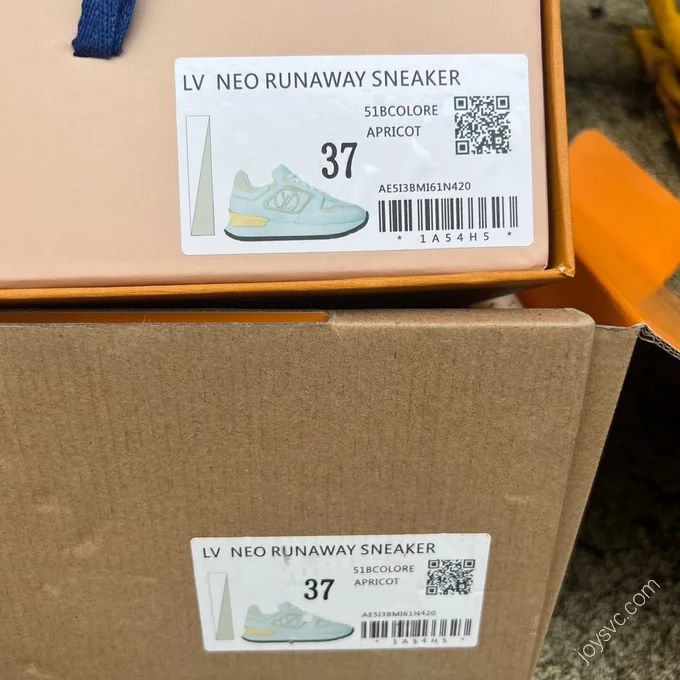 LV NEO RUNAWAY SNEAKER
51BCOLORE
APRICOT
37
AE5I3BMI61N420
* 1A54H5 *
LV NEO RUNAWAY SNEAKER
51BCOLORE
APRICOT
37
AE5I3BMI61N420
* 1A54H5 *
joysvc.com